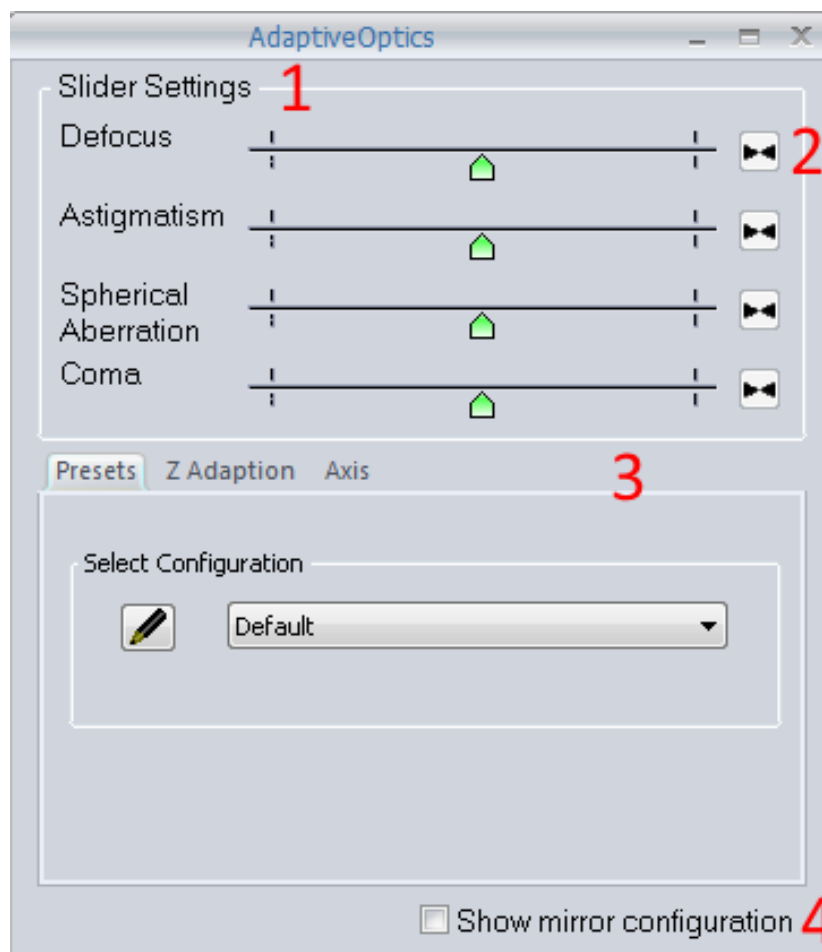 AdaptiveOptics
Slider Settings 1
Defocus 2
Astigmatism
Spherical
Aberration
Coma
Presets Z Adaption Axis 3
Select Configuration
Default
Show mirror configuration 4